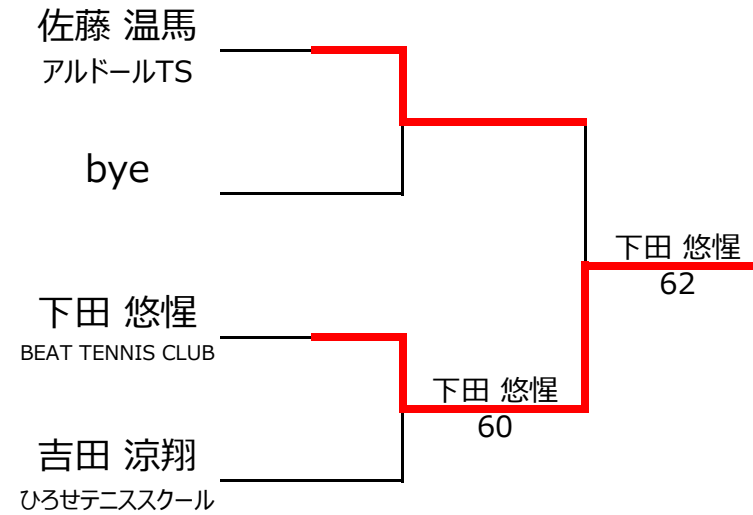 佐藤 温馬
アルドールTS
bye
下田 悠惺
62
下田 悠惺
BEAT TENNIS CLUB
下田 悠惺
60
吉田 涼翔
ひろせテニススクール